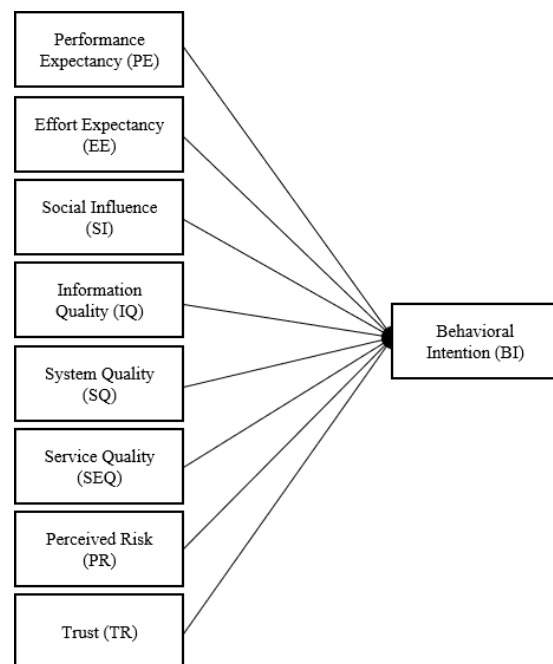 Performance
Expectancy (PE)
Effort Expectancy
(EE)
Social Influence
(SI)
Information
Quality (IQ)
System Quality
(SQ)
Service Quality
(SEQ)
Perceived Risk
(PR)
Trust (TR)
Behavioral
Intention (BI)